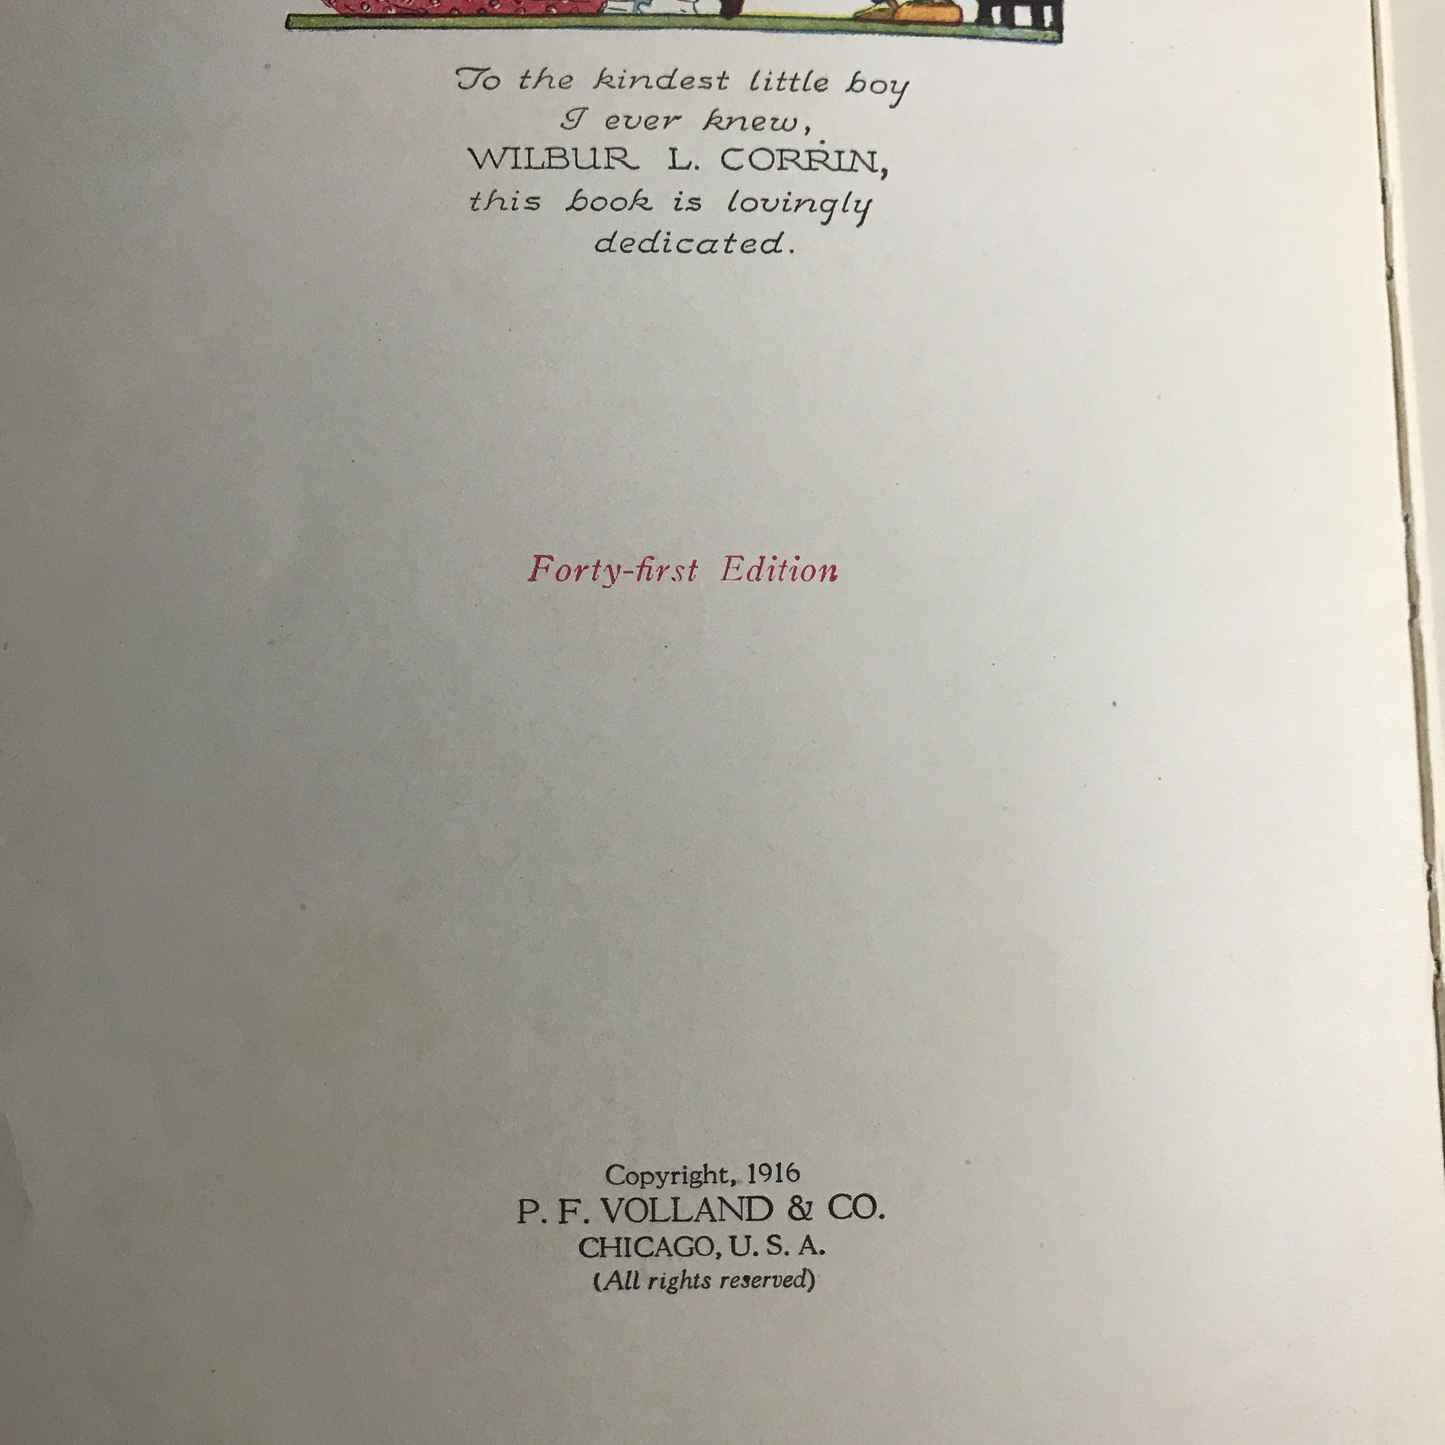 To the kindest little boy
I ever knew,
WILBUR L. CORRIN,
this book is lovingly
dedicated.
Forty-first Edition
Copyright, 1916
P. F. VOLLAND & CO.
CHICAGO, U. S. A.
(All rights reserved)